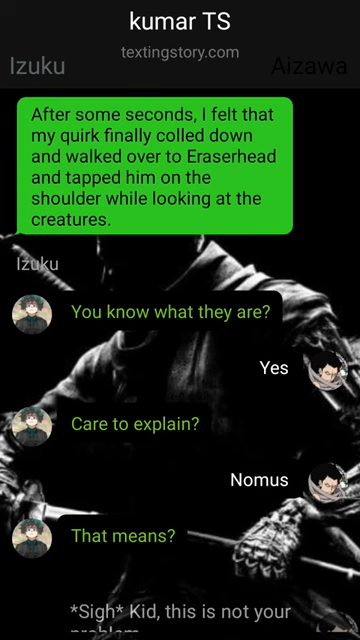 kumar TS
textingstory.com
Izuku
Aizawa
After some seconds, I felt that
my quirk finally colled down
and walked over to Eraserhead
and tapped him on the
shoulder while looking at the
creatures.
Izuku
You know what they are?
Yes
Care to explain?
Nomus
That means?
*Sigh* Kid, this is not your
problem